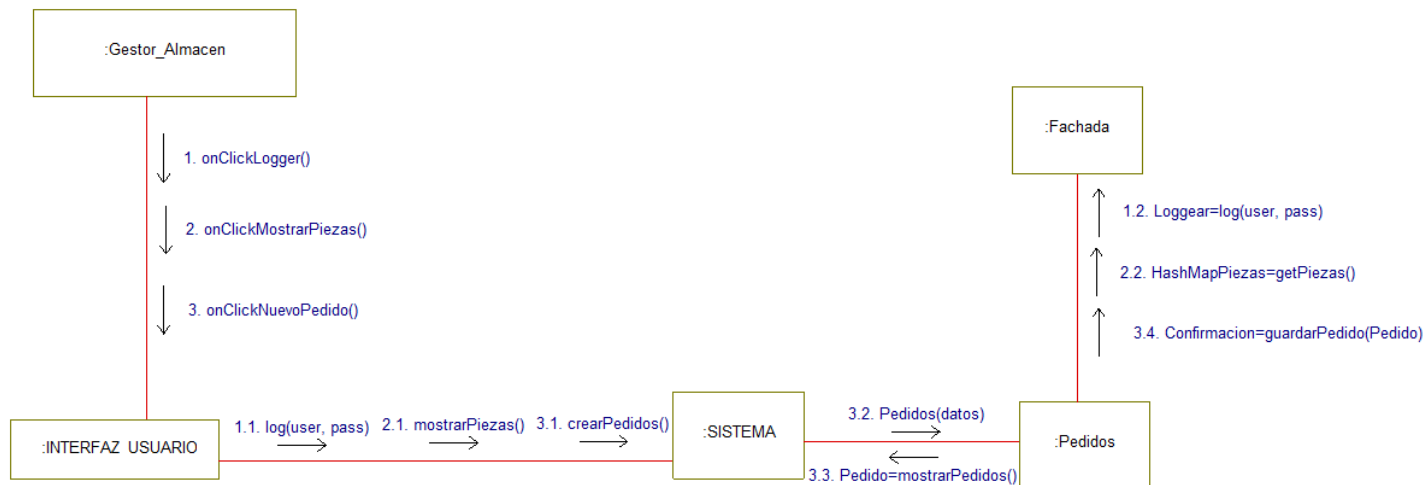 :Gestor_Almacen
1. onClickLogger()
2. onClickMostrarPiezas()
3. onClickNuevoPedido()
:Fachada
1.2. Loggear=log(user, pass)
2.2. HashMapPiezas=getPiezas()
3.4. Confirmacion=guardarPedido(Pedido)
:INTERFAZ USUARIO
1.1. log(user, pass)
2.1. mostrarPiezas()
3.1. crearPedidos()
:SISTEMA
3.2. Pedidos(datos)
3.3. Pedido=mostrarPedidos()
:Pedidos